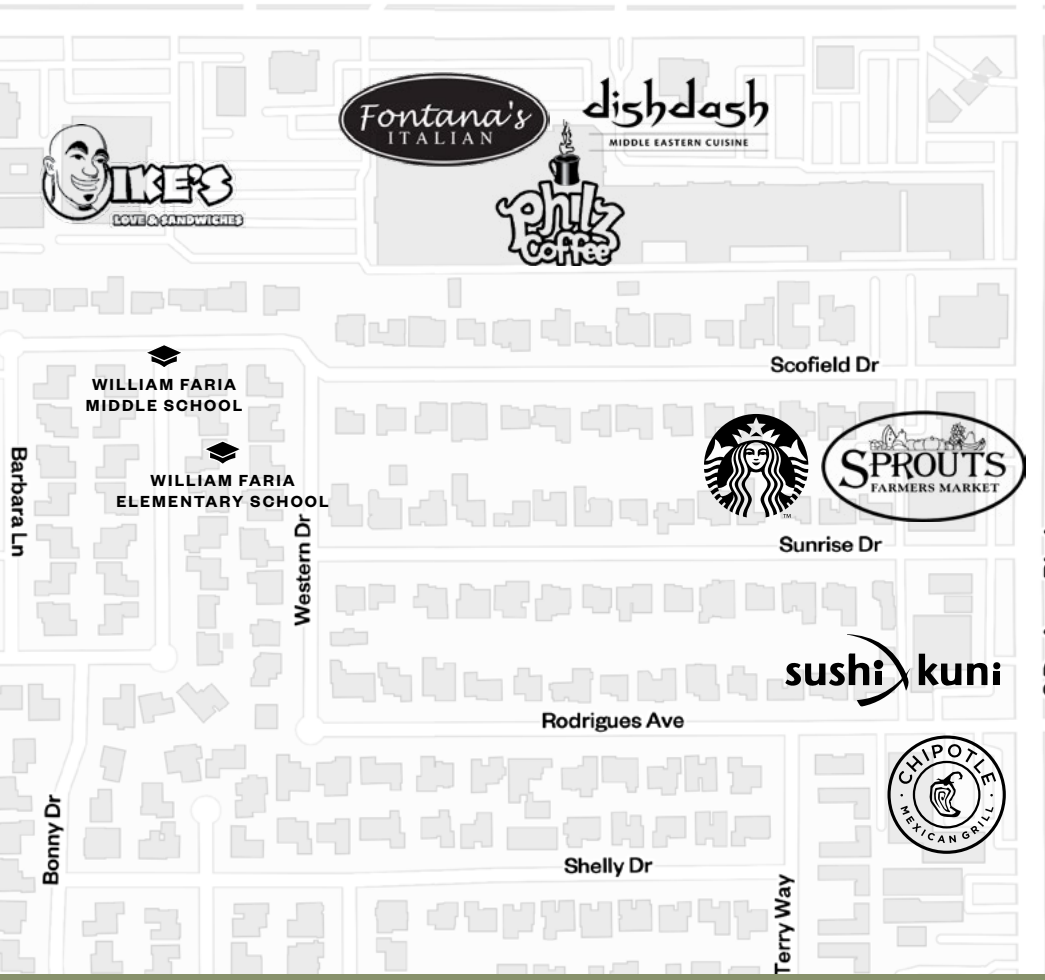 Fontana's
ITALIAN
dishdash
MIDDLE EASTERN CUISINE
IKE'S
LOVE & SANDWICHES
Philz
Coffee
WILLIAM FARIA
MIDDLE SCHOOL
Scofield Dr
WILLIAM FARIA
ELEMENTARY SCHOOL
SPROUTS
FARMERS MARKET
TM
Barbara Ln
Western Dr
Sunrise Dr
sushi kuni
Rodrigues Ave
CHIPOTLE
MEXICAN GRILL
Bonny Dr
Shelly Dr
Terry Way